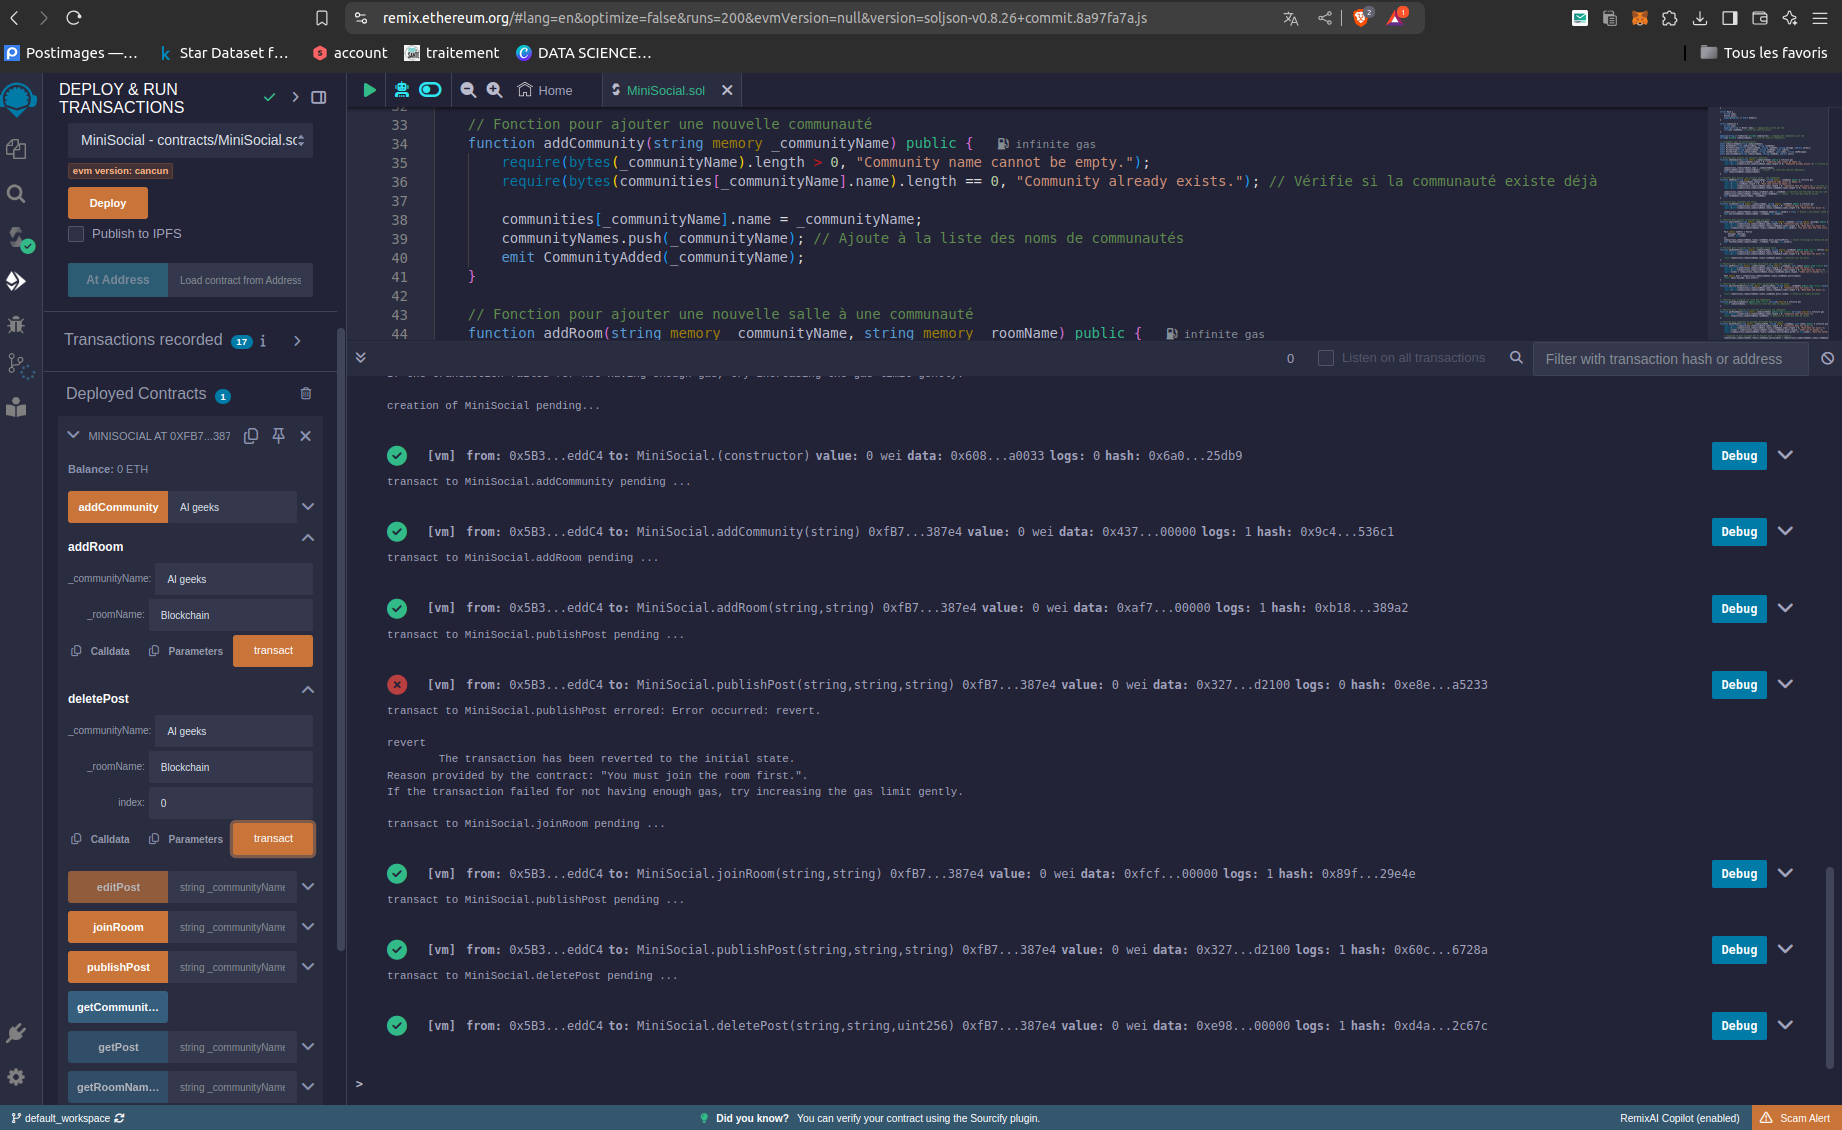 remix.ethereum.org/#lang=en&optimize=false&runs=200&evmVersion=null&version=soljson-v0.8.26+commit.8a97fa7a.js
2
1
Postimages —...
Star Dataset f...
account
traitement
DATA SCIENCE...
Tous les favoris
DEPLOY & RUN
TRANSACTIONS
MiniSocial - contracts/MiniSocial.sc
evm version: cancun
Deploy
Publish to IPFS
At Address
Load contract from Address
Transactions recorded 17 i
Deployed Contracts 1
MINISOCIAL AT 0XFB7...387
Balance: 0 ETH
addCommunity
AI geeks
addRoom
_communityName: AI geeks
_roomName: Blockchain
Calldata
Parameters
transact
deletePost
_communityName: AI geeks
_roomName: Blockchain
index: 0
Calldata
Parameters
transact
editPost
string _communityName
joinRoom
string _communityName
publishPost
string _communityName
getCommunit...
getPost
string _communityName
getRoomNam...
string _communityName
Home
MiniSocial.sol
32
33 // Fonction pour ajouter une nouvelle communauté
34 function addCommunity(string memory _communityName) public { infinite gas
35 require(bytes(_communityName).length > 0, "Community name cannot be empty.");
36 require(bytes(communities[_communityName].name).length == 0, "Community already exists."); // Vérifie si la communauté existe déjà
37
38 communities[_communityName].name = _communityName;
39 communityNames.push(_communityName); // Ajoute à la liste des noms de communautés
40 emit CommunityAdded(_communityName);
41 }
42
43 // Fonction pour ajouter une nouvelle salle à une communauté
44 function addRoom(string memory _communityName, string memory _roomName) public { infinite gas
0
Listen on all transactions
Filter with transaction hash or address
If the transaction failed for not having enough gas, try increasing the gas limit gently.
creation of MiniSocial pending...
[vm] from: 0x5B3...eddC4 to: MiniSocial.(constructor) value: 0 wei data: 0x608...a0033 logs: 0 hash: 0x6a0...25db9
Debug
transact to MiniSocial.addCommunity pending ...
[vm] from: 0x5B3...eddC4 to: MiniSocial.addCommunity(string) 0xfB7...387e4 value: 0 wei data: 0x437...00000 logs: 1 hash: 0x9c4...536c1
Debug
transact to MiniSocial.addRoom pending ...
[vm] from: 0x5B3...eddC4 to: MiniSocial.addRoom(string,string) 0xfB7...387e4 value: 0 wei data: 0xaf7...00000 logs: 1 hash: 0xb18...389a2
Debug
transact to MiniSocial.publishPost pending ...
[vm] from: 0x5B3...eddC4 to: MiniSocial.publishPost(string,string,string) 0xfB7...387e4 value: 0 wei data: 0x327...d2100 logs: 0 hash: 0xe8e...a5233
Debug
transact to MiniSocial.publishPost errored: Error occurred: revert.
revert
The transaction has been reverted to the initial state.
Reason provided by the contract: "You must join the room first.".
If the transaction failed for not having enough gas, try increasing the gas limit gently.
transact to MiniSocial.joinRoom pending ...
[vm] from: 0x5B3...eddC4 to: MiniSocial.joinRoom(string,string) 0xfB7...387e4 value: 0 wei data: 0xfcf...00000 logs: 1 hash: 0x89f...29e4e
Debug
transact to MiniSocial.publishPost pending ...
[vm] from: 0x5B3...eddC4 to: MiniSocial.publishPost(string,string,string) 0xfB7...387e4 value: 0 wei data: 0x327...d2100 logs: 1 hash: 0x60c...6728a
Debug
transact to MiniSocial.deletePost pending ...
[vm] from: 0x5B3...eddC4 to: MiniSocial.deletePost(string,string,uint256) 0xfB7...387e4 value: 0 wei data: 0xe98...00000 logs: 1 hash: 0xd4a...2c67c
Debug
>
default_workspace
Did you know? You can verify your contract using the Sourcify plugin.
RemixAI Copilot (enabled)
Scam Alert